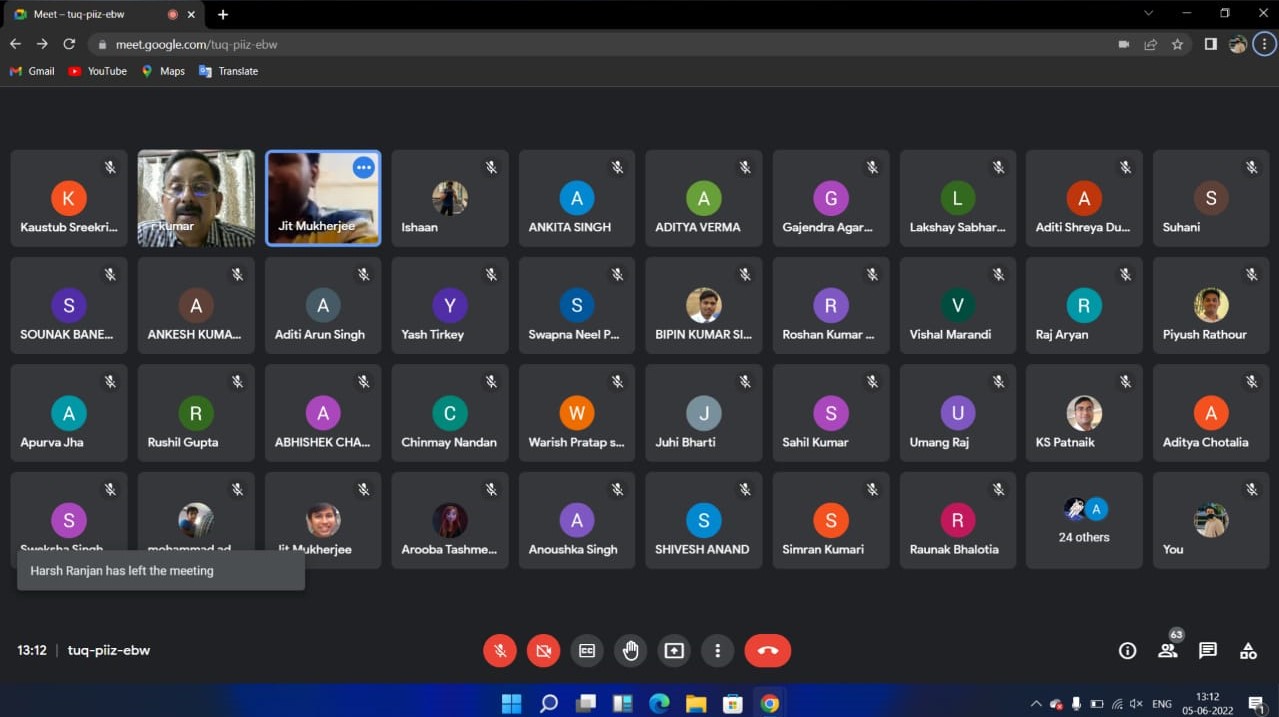 Meet – tuq-piiz-ebw
meet.google.com/tuq-piiz-ebw
Gmail YouTube Maps Translate
K S
Kaustub Sreekri... r kumar Jit Mukherjee Ishaan
A ANKITA SINGH
A ADITYA VERMA
G Gajendra Agar...
L Lakshay Sabhar...
A Aditi Shreya Du...
Suhani
S SOUNAK BANE...
A ANKESH KUMA...
A Aditi Arun Singh
Y Yash Tirkey
S Swapna Neel P...
BIPIN KUMAR SI...
R Roshan Kumar ...
V Vishal Marandi
R Raj Aryan
Piyush Rathour
A Apurva Jha
R Rushil Gupta
A ABHISHEK CHA...
C Chinmay Nandan
W Warish Pratap s...
J Juhi Bharti
S Sahil Kumar
U Umang Raj
KS Patnaik
A Aditya Chotalia
S Sweksha Singh
mohammad ad...
Jit Mukherjee
Arooba Tashme...
A Anoushka Singh
S SHIVESH ANAND
S Simran Kumari
R Raunak Bhalotia
A 24 others
You
Harsh Ranjan has left the meeting
13:12 | tuq-piiz-ebw
63
ENG
13:12
05-06-2022
1